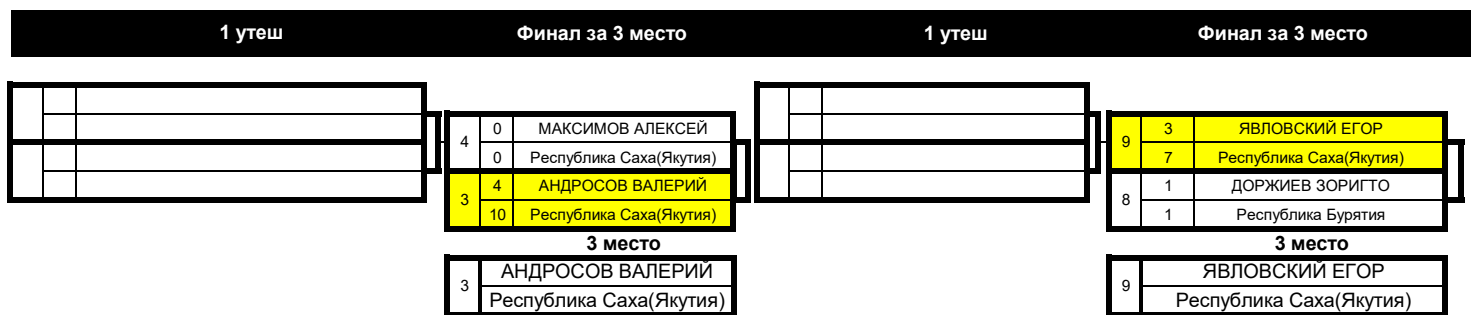 1 утеш Финал за 3 место 1 утеш Финал за 3 место
4 0 МАКСИМОВ АЛЕКСЕЙ
0 Республика Саха(Якутия)
3 4 АНДРОСОВ ВАЛЕРИЙ
10 Республика Саха(Якутия)
3 место
3 АНДРОСОВ ВАЛЕРИЙ
Республика Саха(Якутия)
9 3 ЯВЛОВСКИЙ ЕГОР
7 Республика Саха(Якутия)
8 1 ДОРЖИЕВ ЗОРИГТО
1 Республика Бурятия
3 место
9 ЯВЛОВСКИЙ ЕГОР
Республика Саха(Якутия)